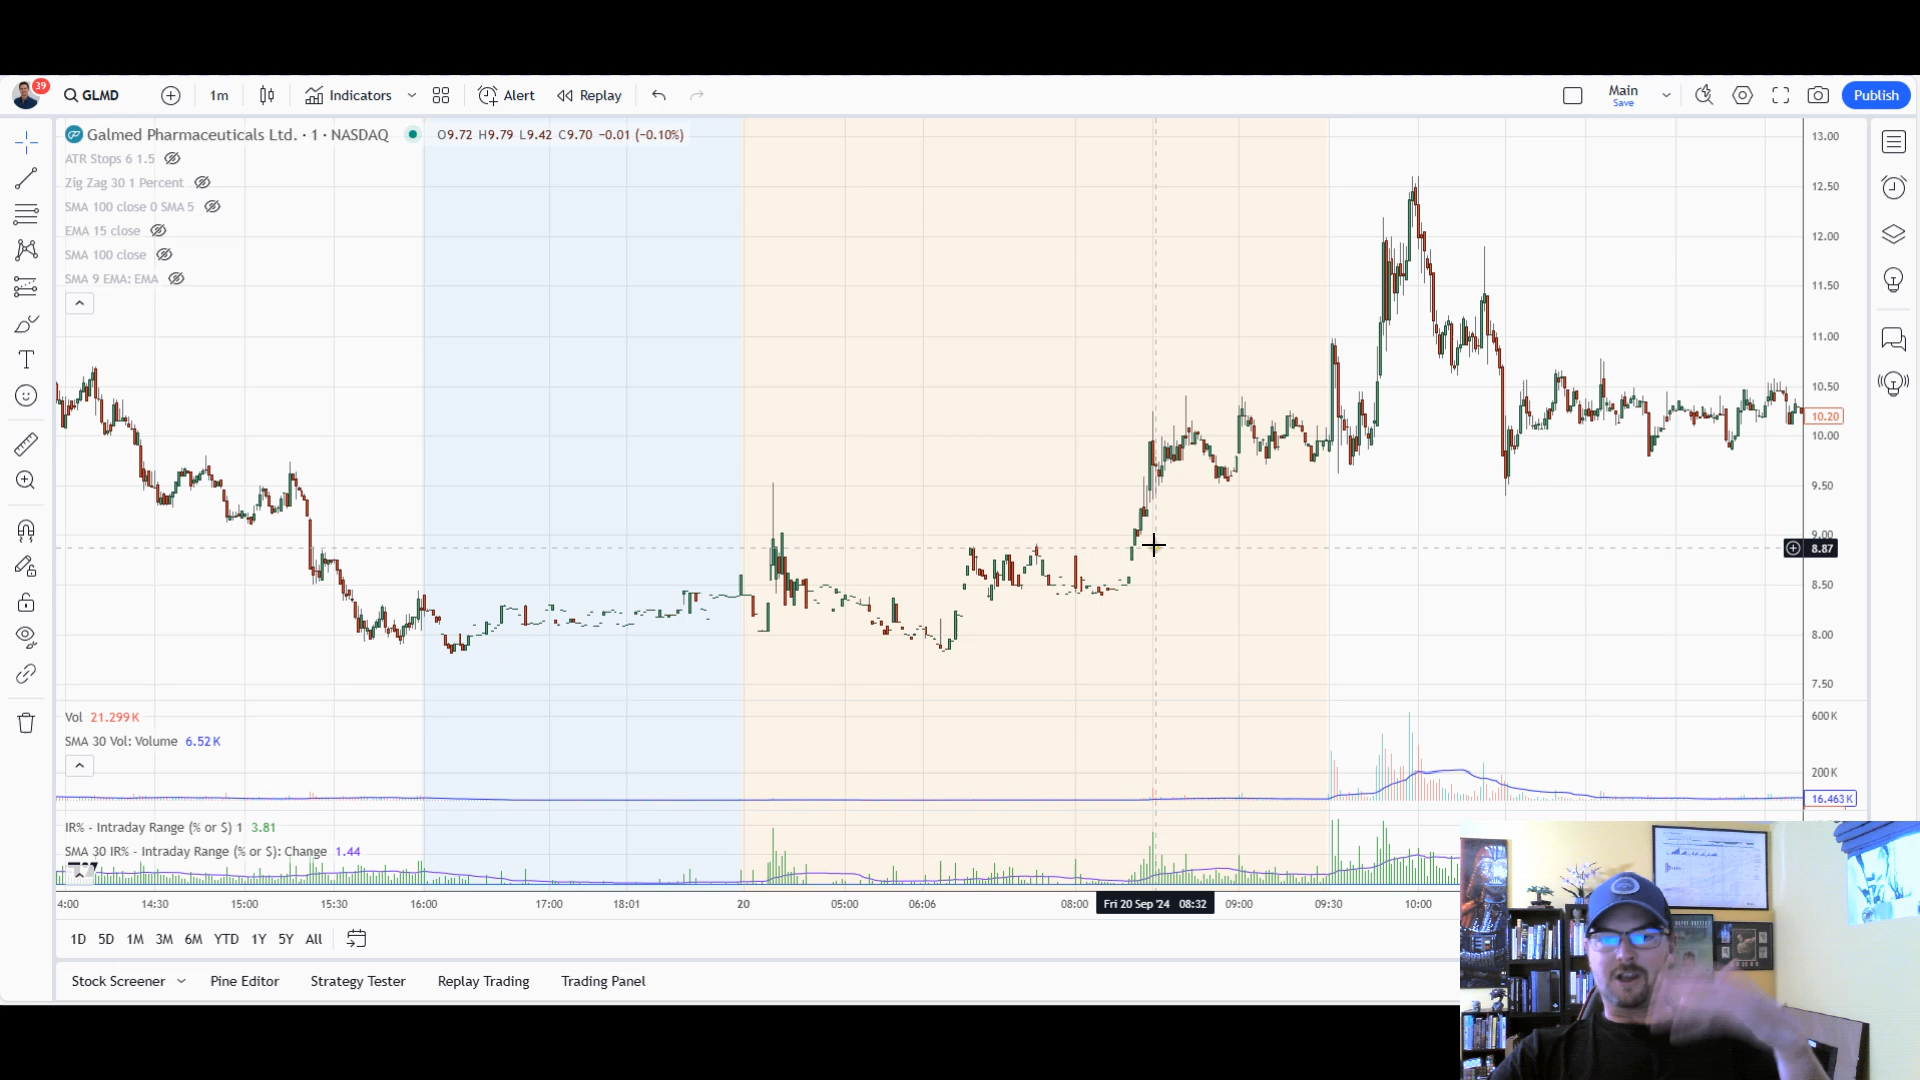 39
GLMD
1m
Indicators
Alert
Replay
Main
Save
Publish
Galmed Pharmaceuticals Ltd. · 1 · NASDAQ
O9.72 H9.79 L9.42 C9.70 −0.01 (−0.10%)
ATR Stops 6 1.5
Zig Zag 30 1 Percent
SMA 100 close 0 SMA 5
EMA 15 close
SMA 100 close
SMA 9 EMA: EMA
13.00
12.50
12.00
11.50
11.00
10.50
10.20
10.00
9.50
9.00
8.87
8.50
8.00
7.50
Vol 21.299 K
SMA 30 Vol: Volume 6.52 K
600 K
200 K
16.463 K
IR% - Intraday Range (% or $) 1 3.81
SMA 30 IR% - Intraday Range (% or $): Change 1.44
4:00 14:30 15:00 15:30 16:00 17:00 18:01 20 05:00 06:06 08:00 Fri 20 Sep '24 08:32 09:00 09:30 10:00
1D 5D 1M 3M 6M YTD 1Y 5Y All
Stock Screener Pine Editor Strategy Tester Replay Trading Trading Panel